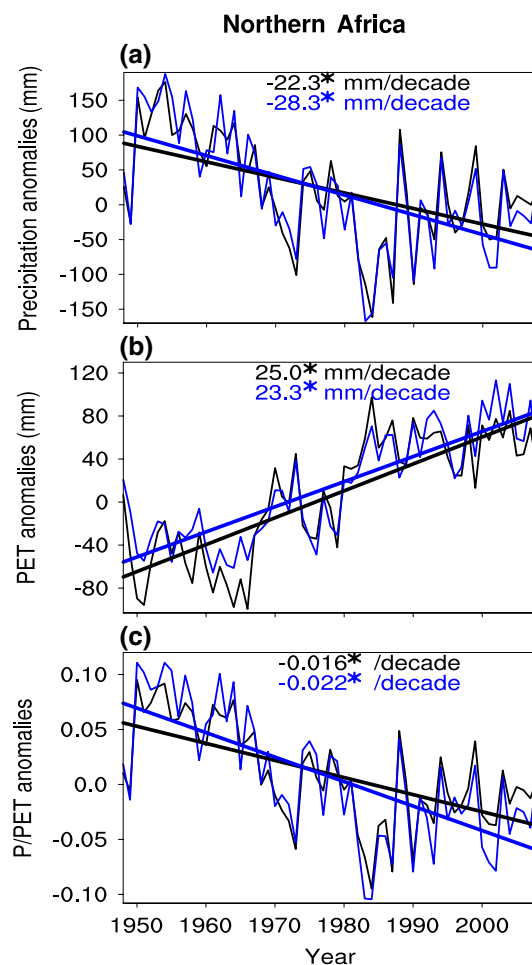 Northern Africa
(a)
-22.3* mm/decade
-28.3* mm/decade
Precipitation anomalies (mm)
150
100
50
0
-50
-100
-150
(b)
25.0* mm/decade
23.3* mm/decade
PET anomalies (mm)
120
80
40
0
-40
-80
(c)
-0.016* /decade
-0.022* /decade
P/PET anomalies
0.10
0.05
0.0
-0.05
-0.10
1950 1960 1970 1980 1990 2000
Year